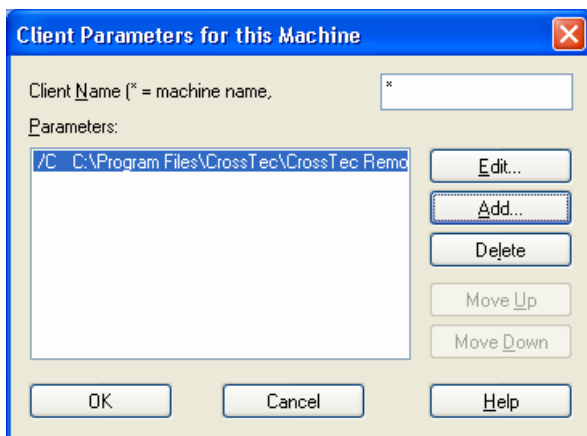 Client Parameters for this Machine
Client Name (* = machine name,
*
Parameters:
/C C:\Program Files\CrossTec\CrossTec Remo
Edit...
Add...
Delete
Move Up
Move Down
OK
Cancel
Help